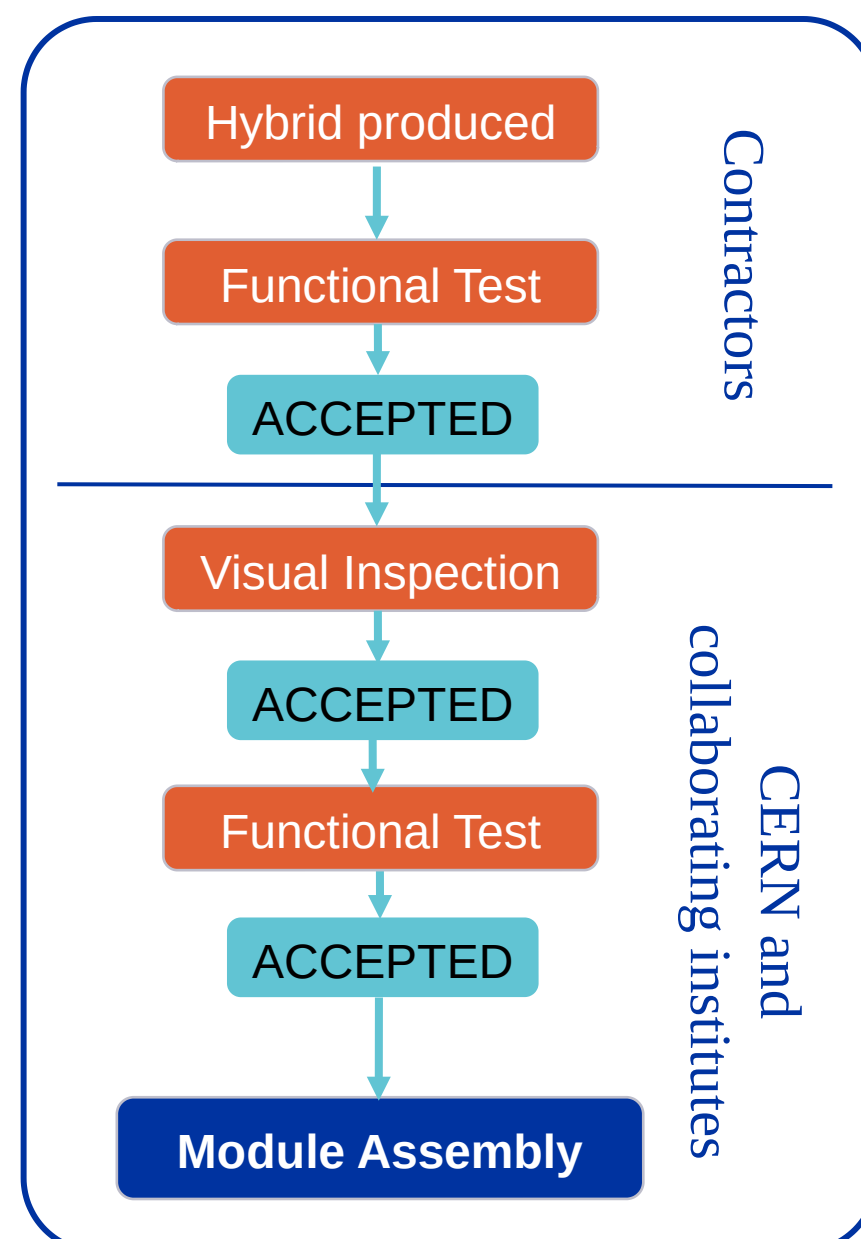 Hybrid produced
Functional Test
ACCEPTED
Contractors
Visual Inspection
ACCEPTED
Functional Test
ACCEPTED
Module Assembly
CERN and
collaborating institutes